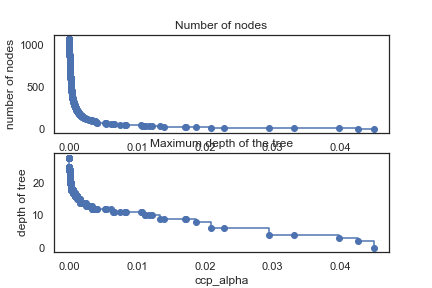 Number of nodes
number of nodes
1000
500
0
0.00 0.01 0.02 0.03 0.04
Maximum depth of the tree
depth of tree
20
10
0
0.00 0.01 0.02 0.03 0.04
ccp_alpha